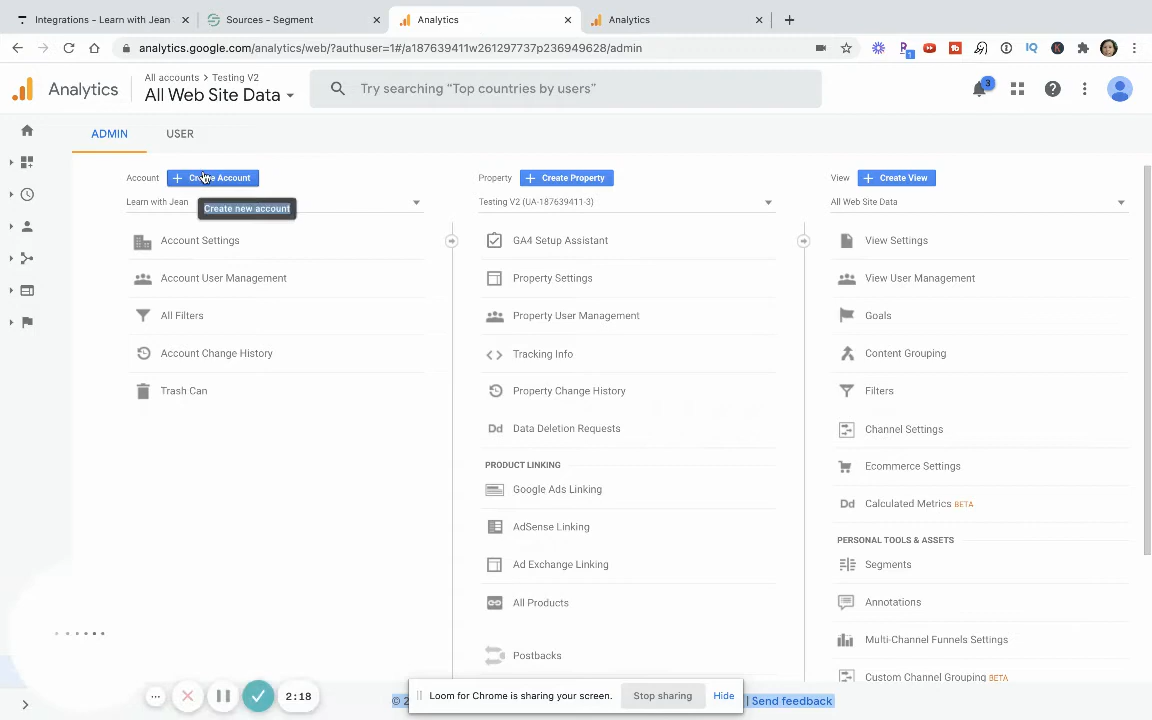 Integrations - Learn with Jean
Sources - Segment
Analytics
Analytics
analytics.google.com/analytics/web/?authuser=1#/a187639411w261297737p236949628/admin
Analytics
All accounts > Testing V2
All Web Site Data
Try searching “Top countries by users”
3
ADMIN
USER
Account
Create Account
Property
Create Property
View
Create View
Learn with Jean
Create new account
Testing V2 (UA-187639411-3)
All Web Site Data
Account Settings
Account User Management
All Filters
Account Change History
Trash Can
GA4 Setup Assistant
Property Settings
Property User Management
Tracking Info
Property Change History
Dd Data Deletion Requests
PRODUCT LINKING
Google Ads Linking
AdSense Linking
Ad Exchange Linking
All Products
Postbacks
View Settings
View User Management
Goals
Content Grouping
Filters
Channel Settings
Ecommerce Settings
Dd Calculated Metrics BETA
PERSONAL TOOLS & ASSETS
Segments
Annotations
Multi-Channel Funnels Settings
Custom Channel Grouping BETA
2:18
Loom for Chrome is sharing your screen.
Stop sharing
Hide
© 2
| Send feedback